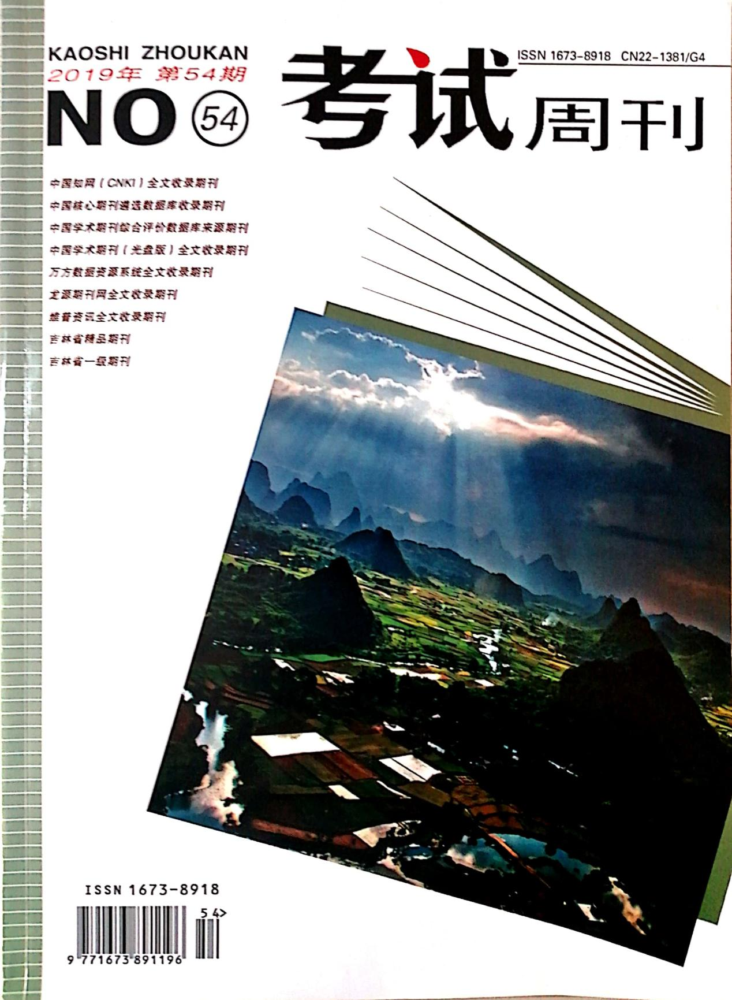 KAOSHI ZHOUKAN
2019年 第54期
NO 54
考试周刊
ISSN 1673-8918 CN22-1381/G4
中国知网(CNKI)全文收录期刊
中国核心期刊遴选数据库收录期刊
中国学术期刊综合评价数据库来源期刊
中国学术期刊(光盘版)全文收录期刊
万方数据资源系统全文收录期刊
龙源期刊网全文收录期刊
维普资讯全文收录期刊
吉林省精品期刊
吉林省一级期刊
ISSN 1673-8918
54>
9 771673 891196